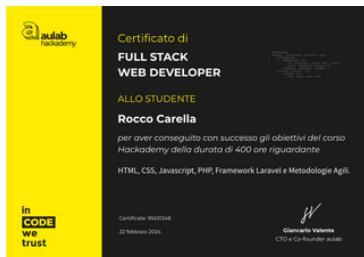 aulab
hackademy
Certificato di
FULL STACK
WEB DEVELOPER
ALLO STUDENTE
Rocco Carella
per aver conseguito con successo gli obiettivi del corso
Hackademy della durata di 400 ore riguardante
HTML, CSS, Javascript, PHP, Framework Laravel e Metodologie Agili.
in
CODE
we
trust
Certificate: 95631348
22 febbraio 2024
Giancarlo Valente
CTO e Co-founder aulab